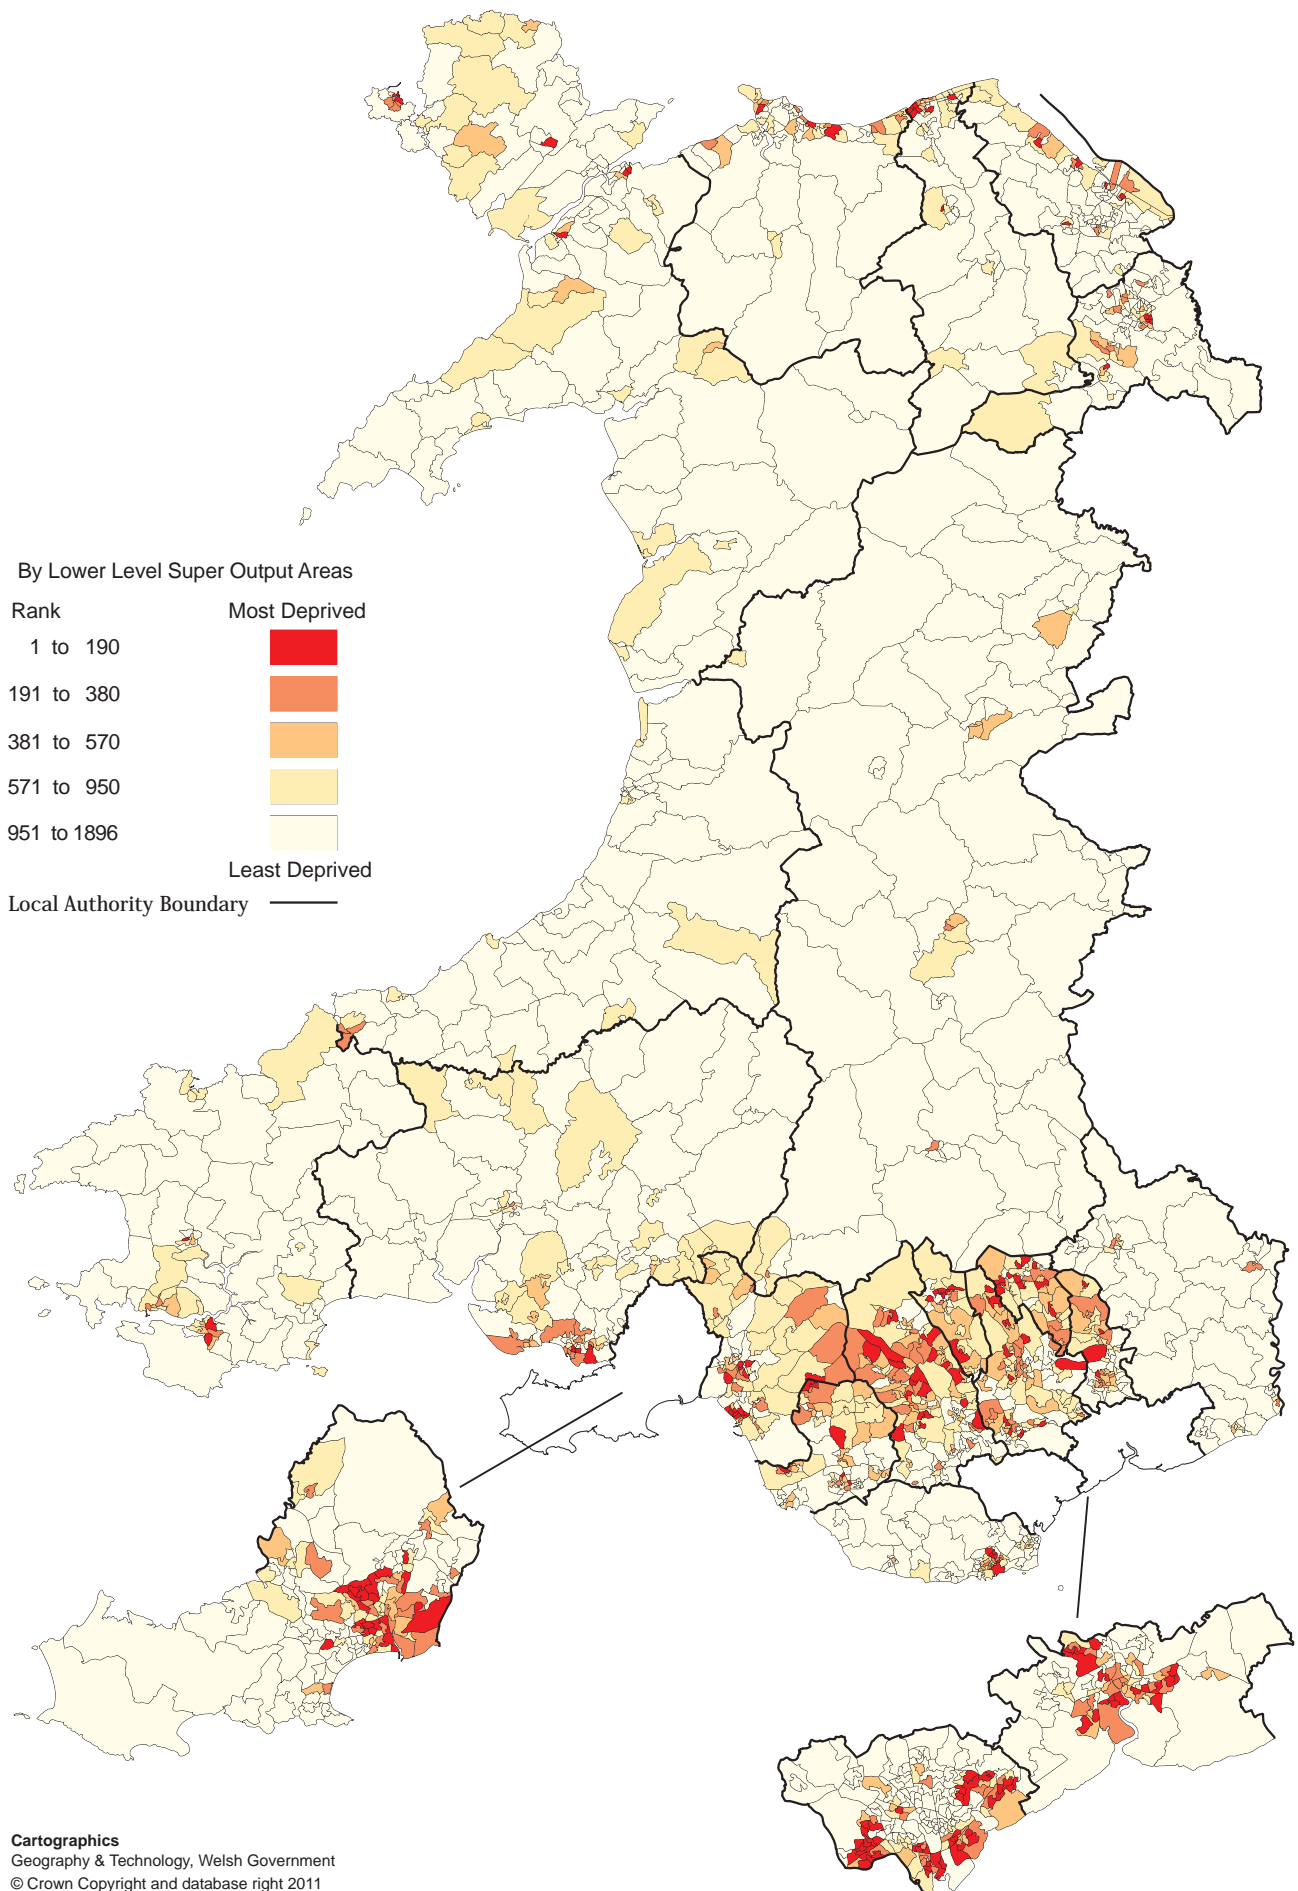 By Lower Level Super Output Areas
Rank Most Deprived
1 to 190
191 to 380
381 to 570
571 to 950
951 to 1896
Least Deprived
Local Authority Boundary
Cartographics
Geography & Technology, Welsh Government
© Crown Copyright and database right 2011